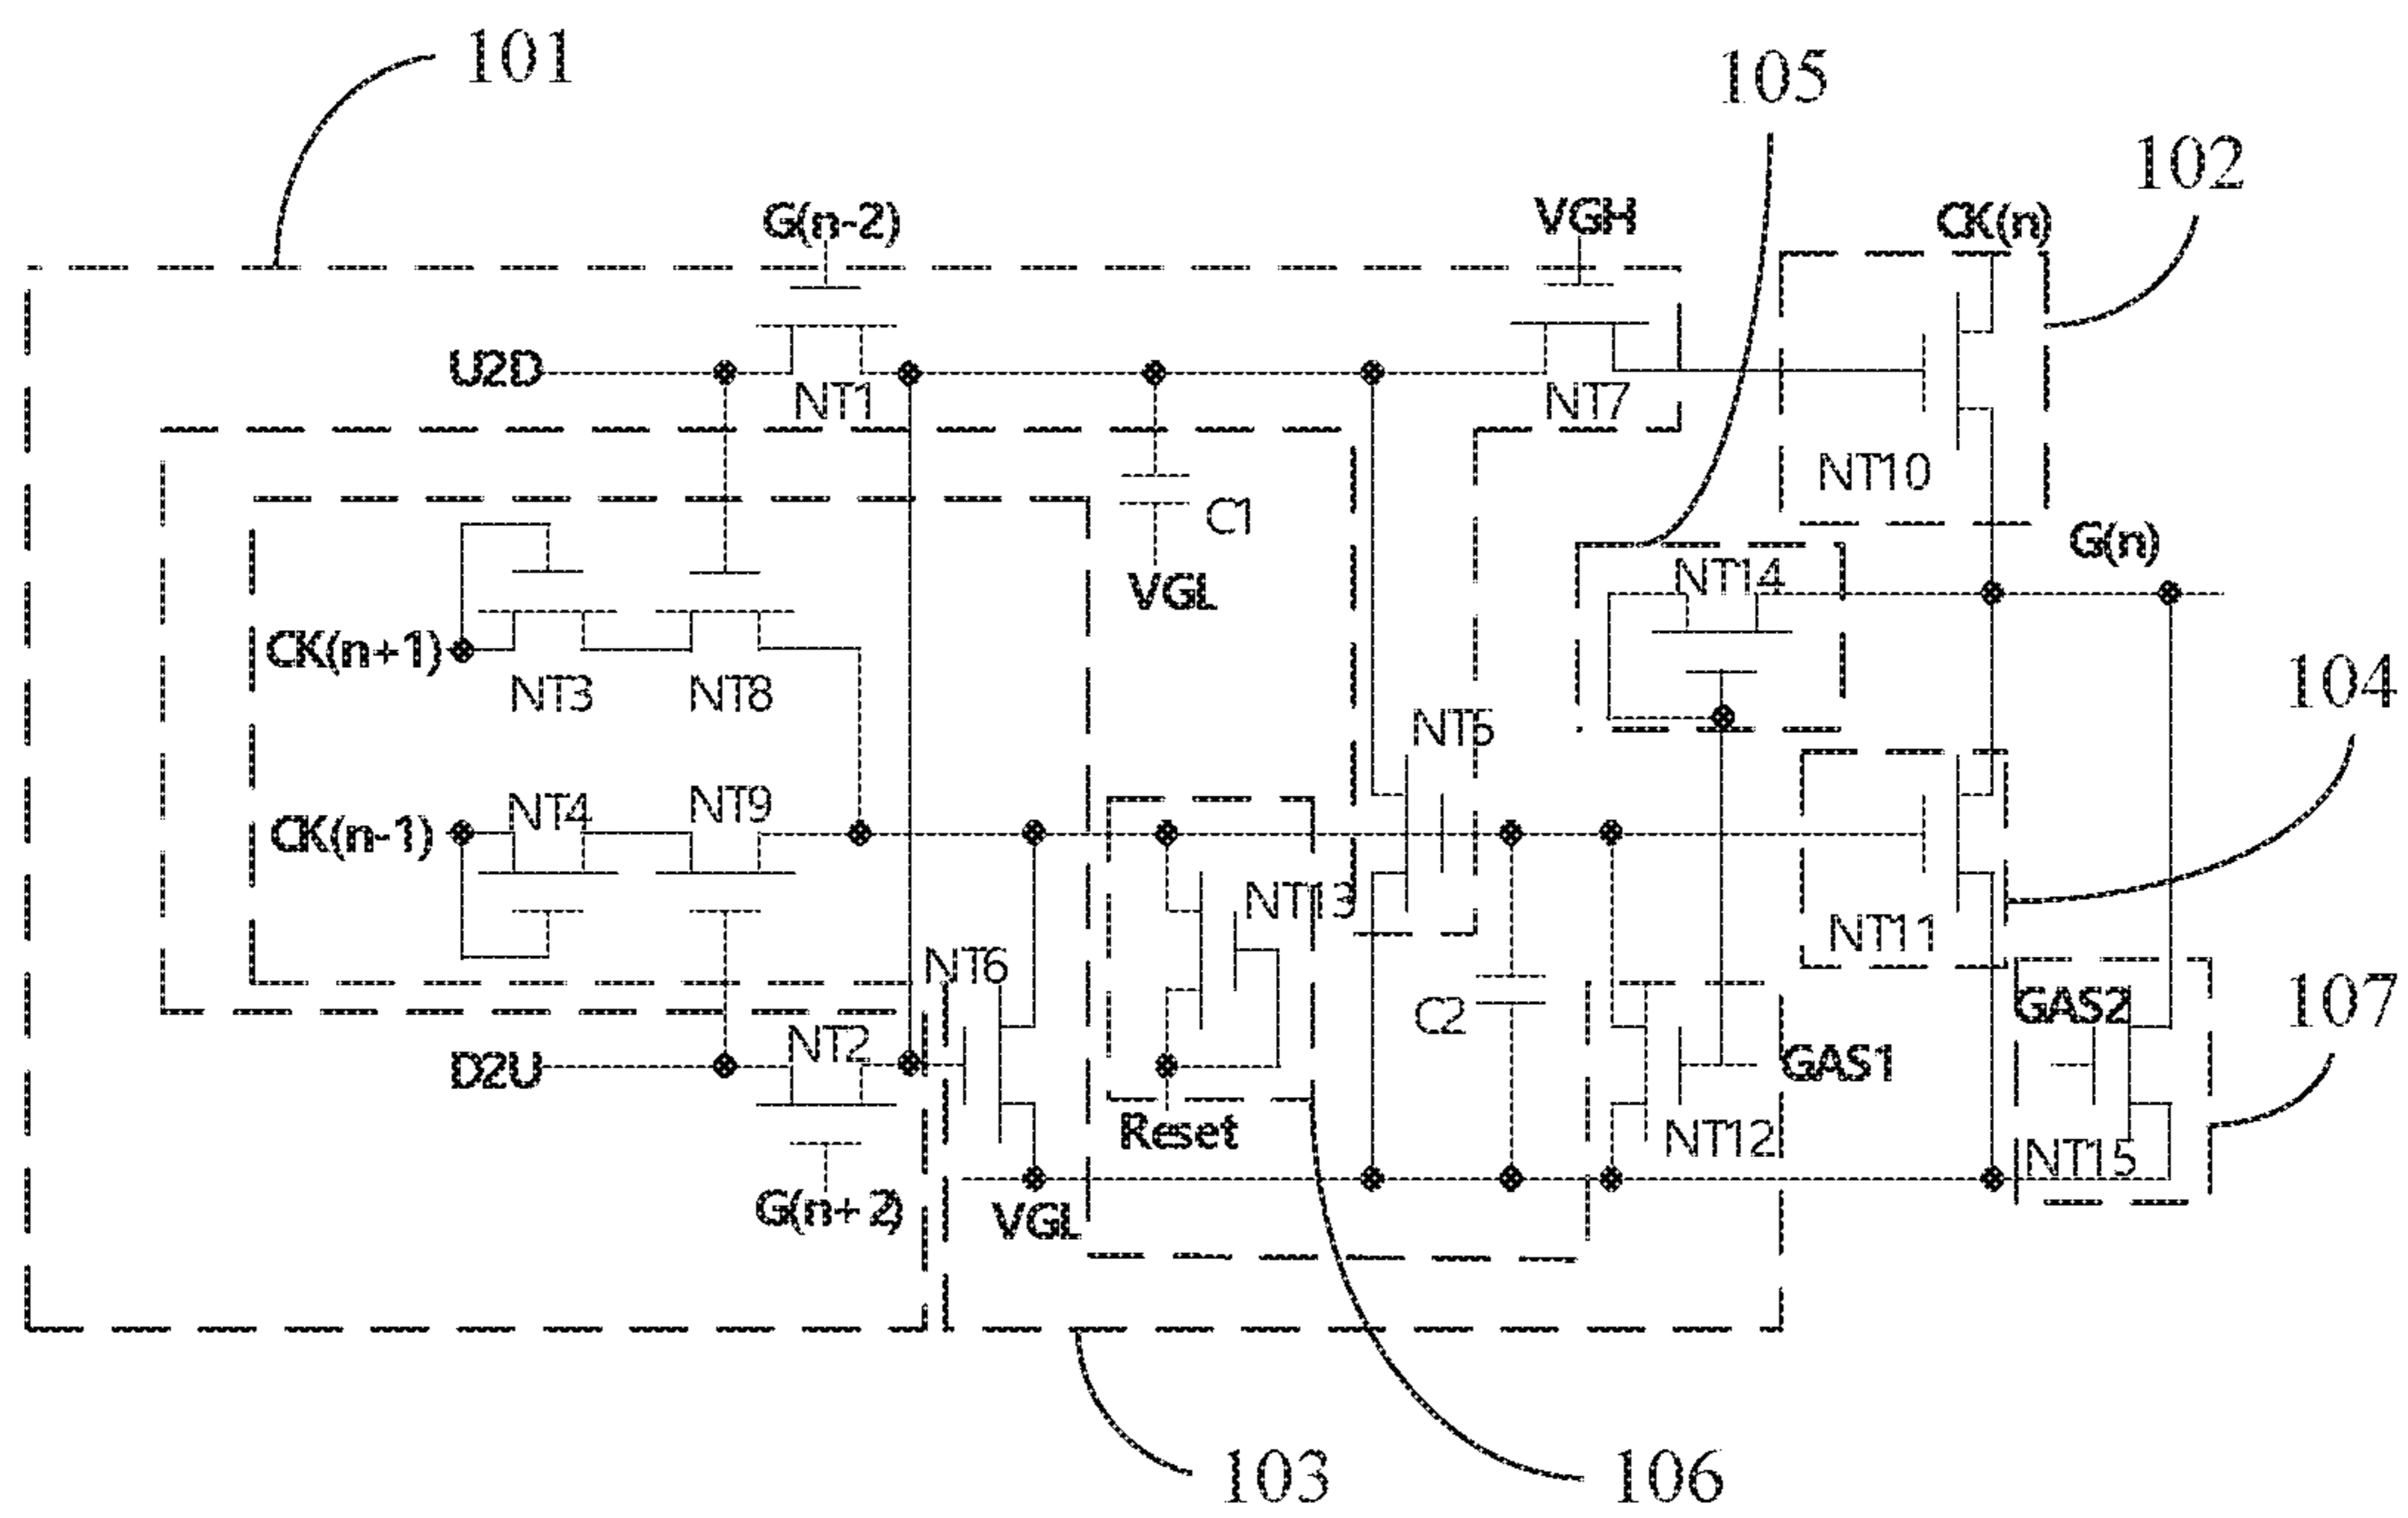 101
105
102
G(n-2)
VGH
CK(n)
U2D
NT1
NT7
NT10
C1
G(n)
VGL
NT14
CK(n+1)
NT3
NT8
104
NT5
CK(n-1)
NT4
NT9
NT13
NT11
NT6
C2
GAS2
107
D2U
NT2
GAS1
Reset
NT12
NT15
G(n+2)
VGL
103
106